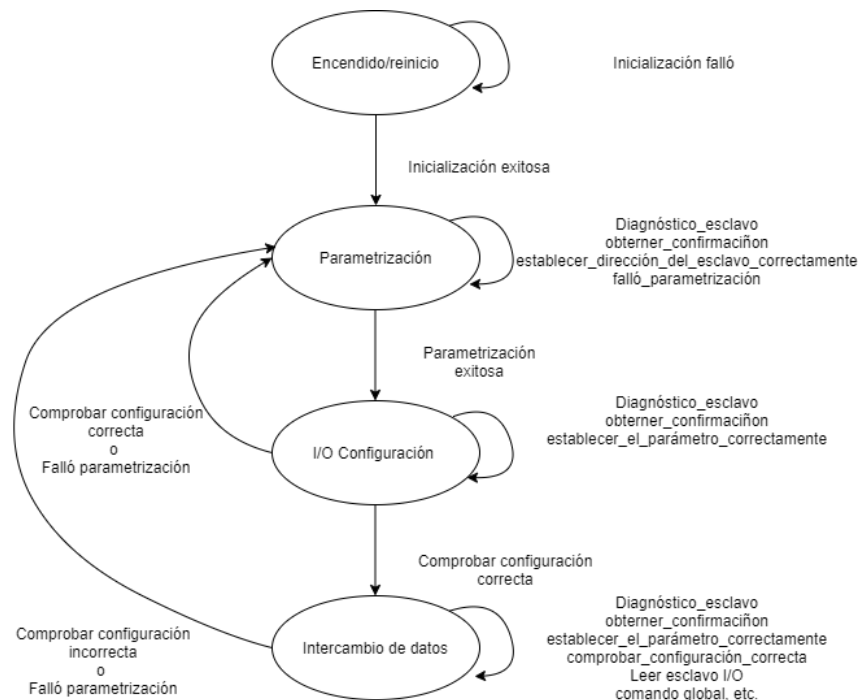 Encendido/reinicio
Inicialización falló
Inicialización exitosa
Parametrización
Diagnóstico_esclavo
obterner_confirmaciñon
establecer_dirección_del_esclavo_correctamente
falló_parametrización
Parametrización
exitosa
Comprobar configuración
correcta
o
Falló parametrización
I/O Configuración
Diagnóstico_esclavo
obterner_confirmaciñon
establecer_el_parámetro_correctamente
Comprobar configuración
correcta
Comprobar configuración
incorrecta
o
Falló parametrización
Intercambio de datos
Diagnóstico_esclavo
obterner_confirmaciñon
establecer_el_parámetro_correctamente
comprobar_configuración_correcta
Leer esclavo I/O
comando global, etc.